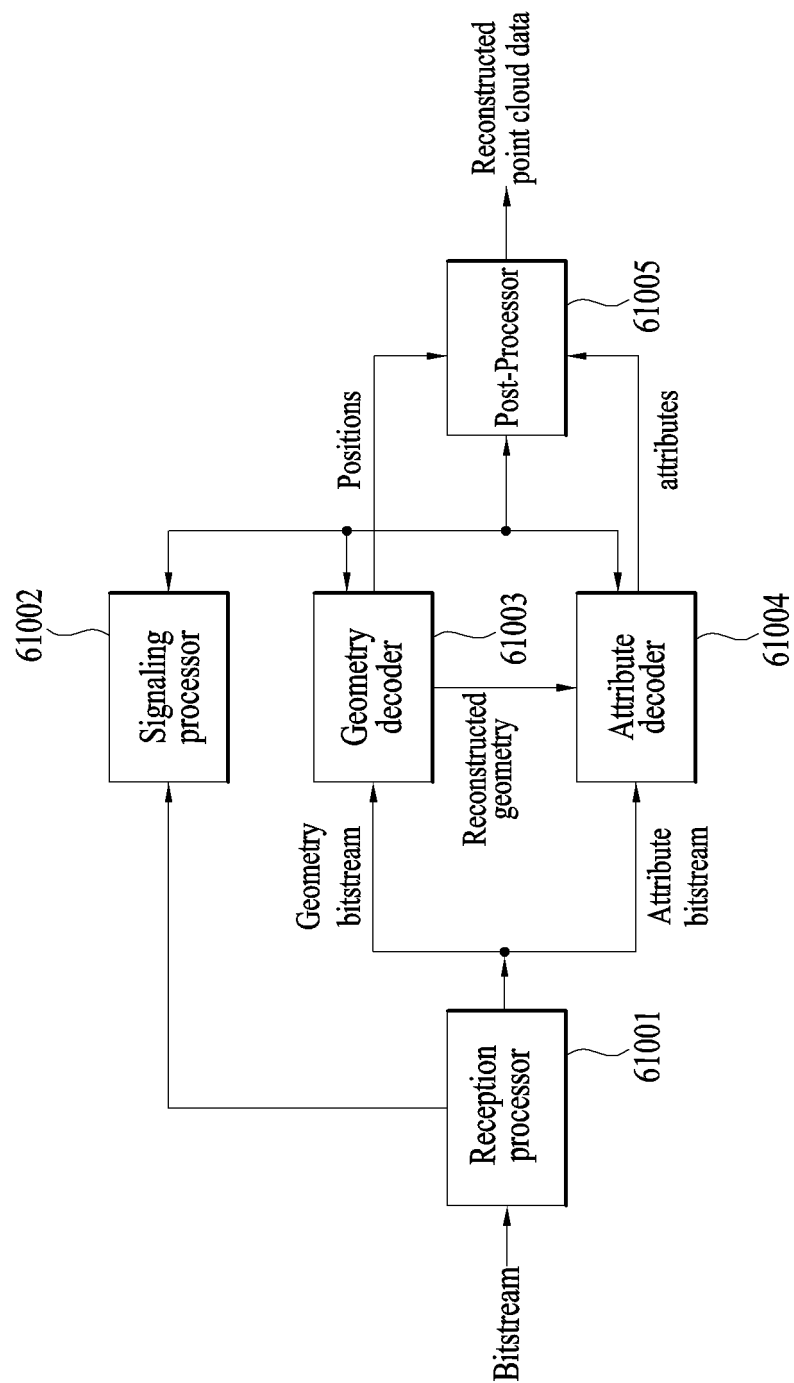 Bitstream
Reception
processor
61001
Signaling
processor
61002
Geometry
bitstream
Geometry
decoder
61003
Reconstructed
geometry
Attribute
bitstream
Attribute
decoder
61004
Positions
attributes
Post-Processor
61005
Reconstructed
point cloud data